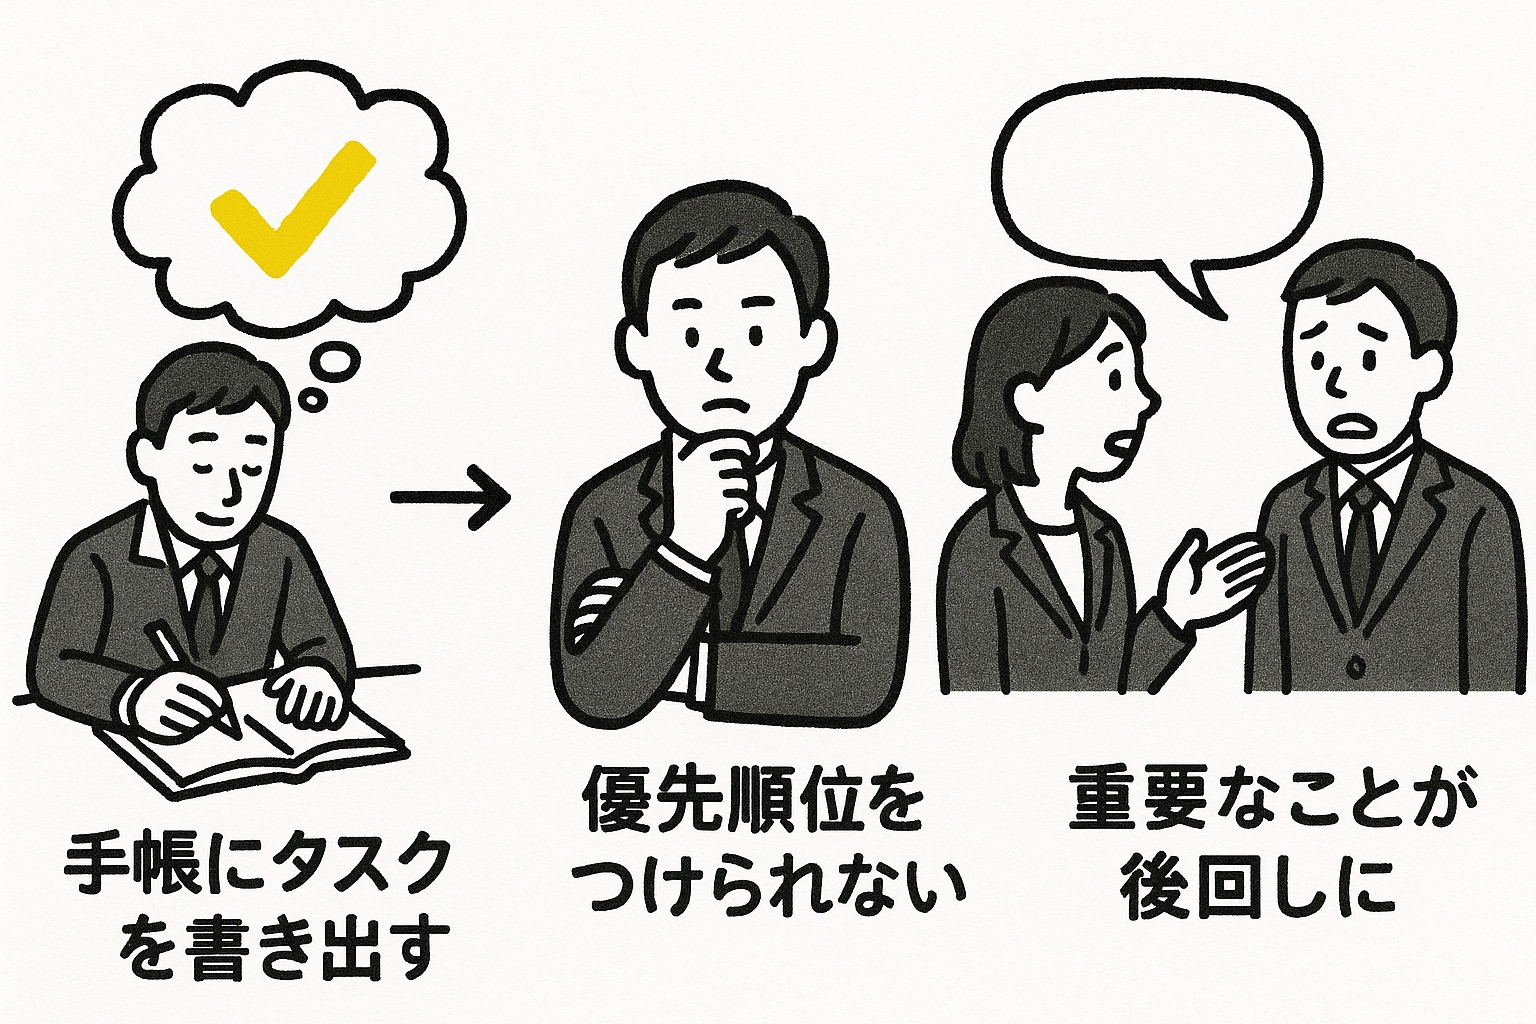 手帳にタスク
を書き出す
優先順位を
つけられない
重要なことが
後回しに